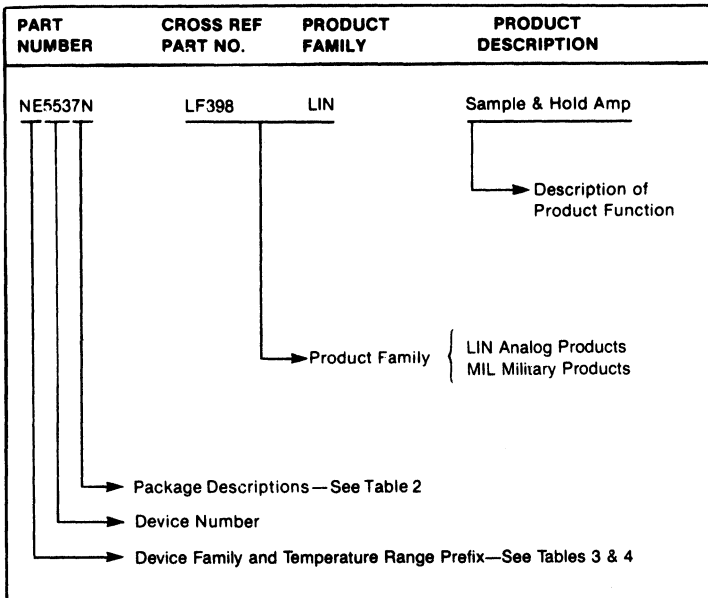 PART NUMBER
CROSS REF PART NO.
PRODUCT FAMILY
PRODUCT DESCRIPTION
NE5537N LF398 LIN Sample & Hold Amp
Description of
Product Function
Product Family
LIN Analog Products
MIL Military Products
Package Descriptions—See Table 2
Device Number
Device Family and Temperature Range Prefix—See Tables 3 & 4